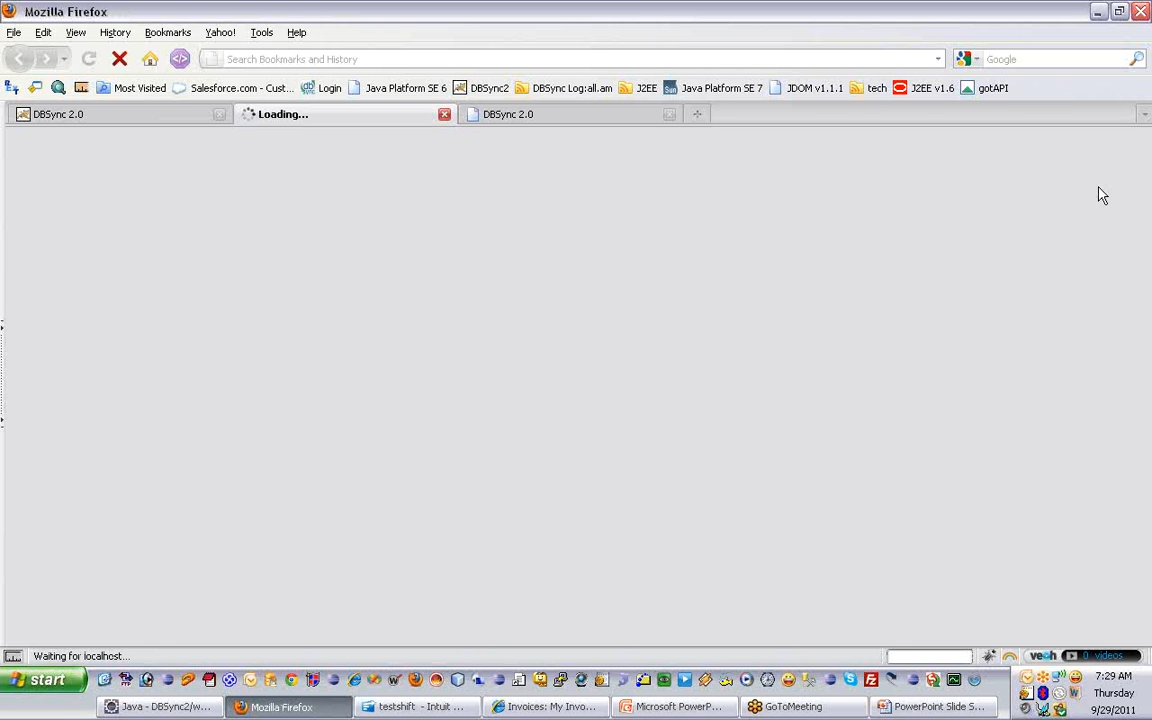 Mozilla Firefox
File Edit View History Bookmarks Yahoo! Tools Help
Search Bookmarks and History
Google
Most Visited Salesforce.com - Cust... Login Java Platform SE 6 DBSync2 DBSync Log:all.am J2EE Java Platform SE 7 JDOM v1.1.1 tech J2EE v1.6 gotAPI
DBSync 2.0 Loading... DBSync 2.0
Waiting for localhost...
veoh 0 videos
start
7:29 AM
Thursday
9/29/2011
Java - DBSync2/w... Mozilla Firefox testshift - Intuit ... Invoices: My Invo... Microsoft PowerP... GoToMeeting PowerPoint Slide S...